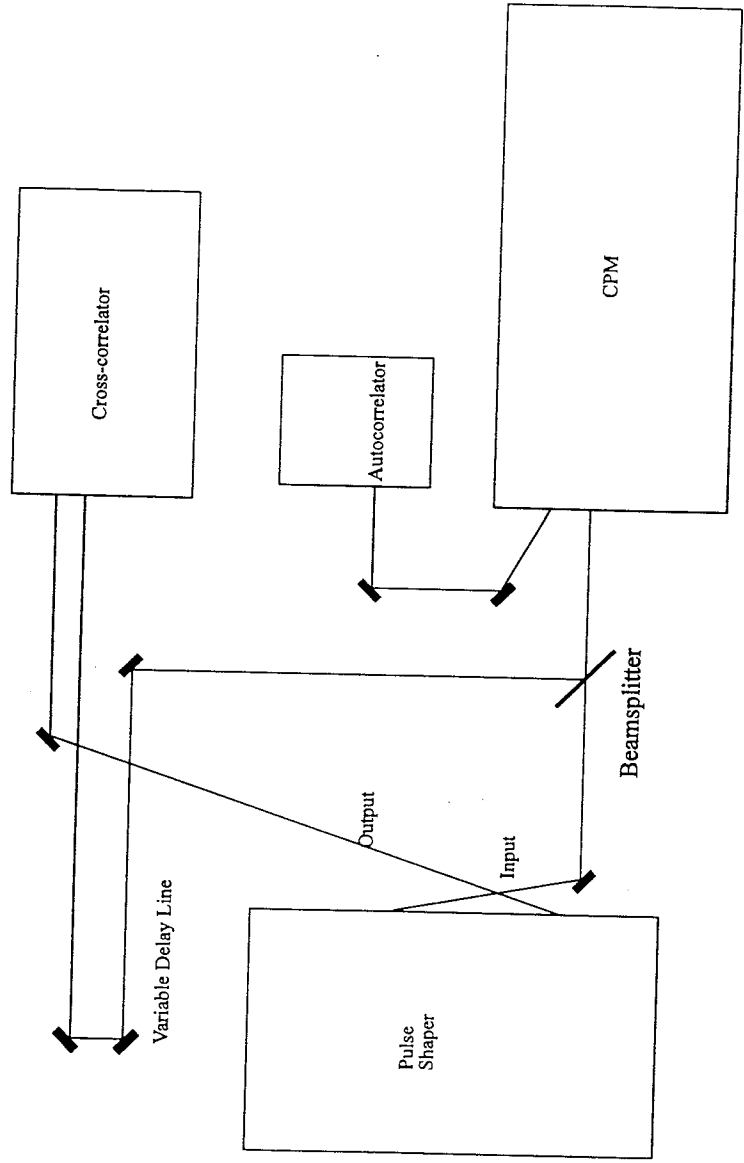 Cross-correlator
Autocorrelator
CPM
Variable Delay Line
Output
Input
Beamsplitter
Pulse
Shaper